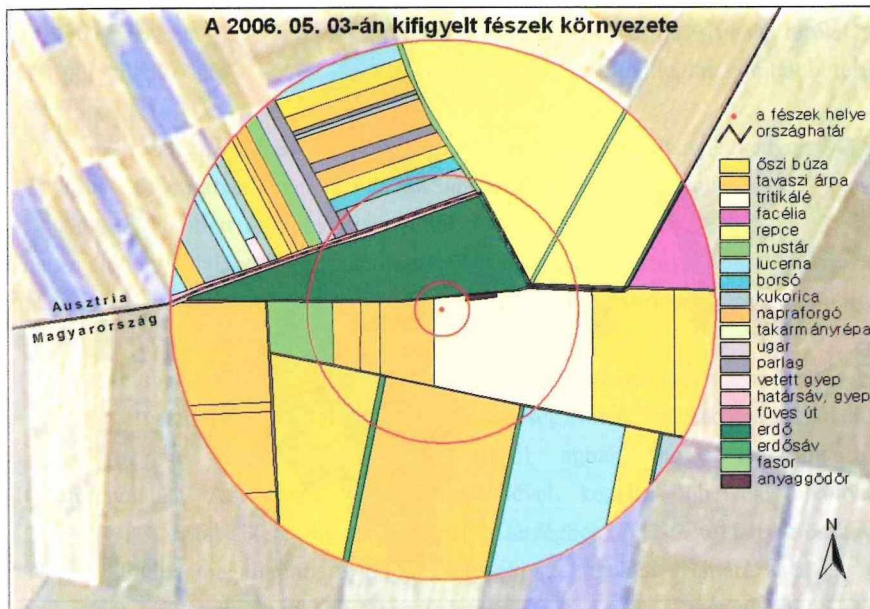 A 2006. 05. 03-án kifigyelt fészek környezete
a fészek helye
országhatár
őszi búza
tavaszi árpa
tritikálé
facélia
repce
mustár
lucerna
borsó
kukorica
napraforgó
takarmányrépa
ugar
parlag
vetett gyep
határsáv, gyep
füves út
erdő
erdősáv
fasor
anyaggödör
Ausztria
Magyarország
N